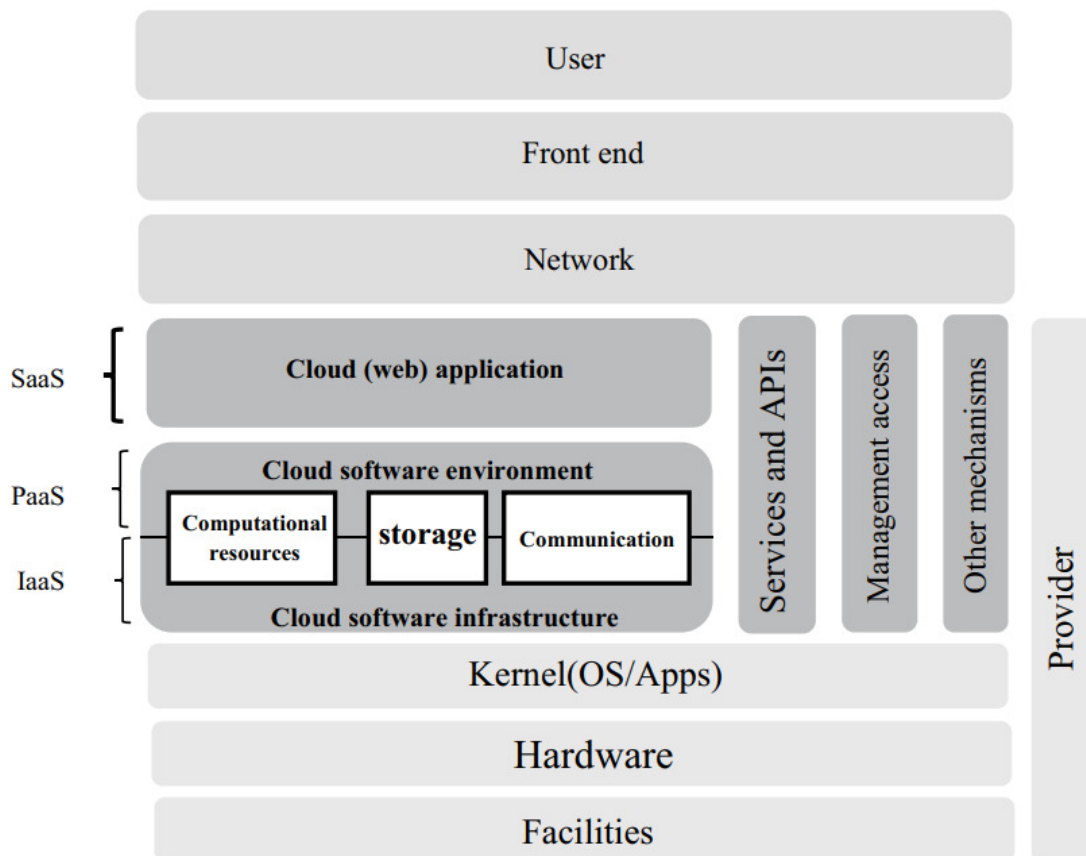 User
Front end
Network
SaaS
Cloud (web) application
Services and APIs
Management access
Other mechanisms
Provider
PaaS
Cloud software environment
Computational
resources
storage
Communication
IaaS
Cloud software infrastructure
Kernel(OS/Apps)
Hardware
Facilities